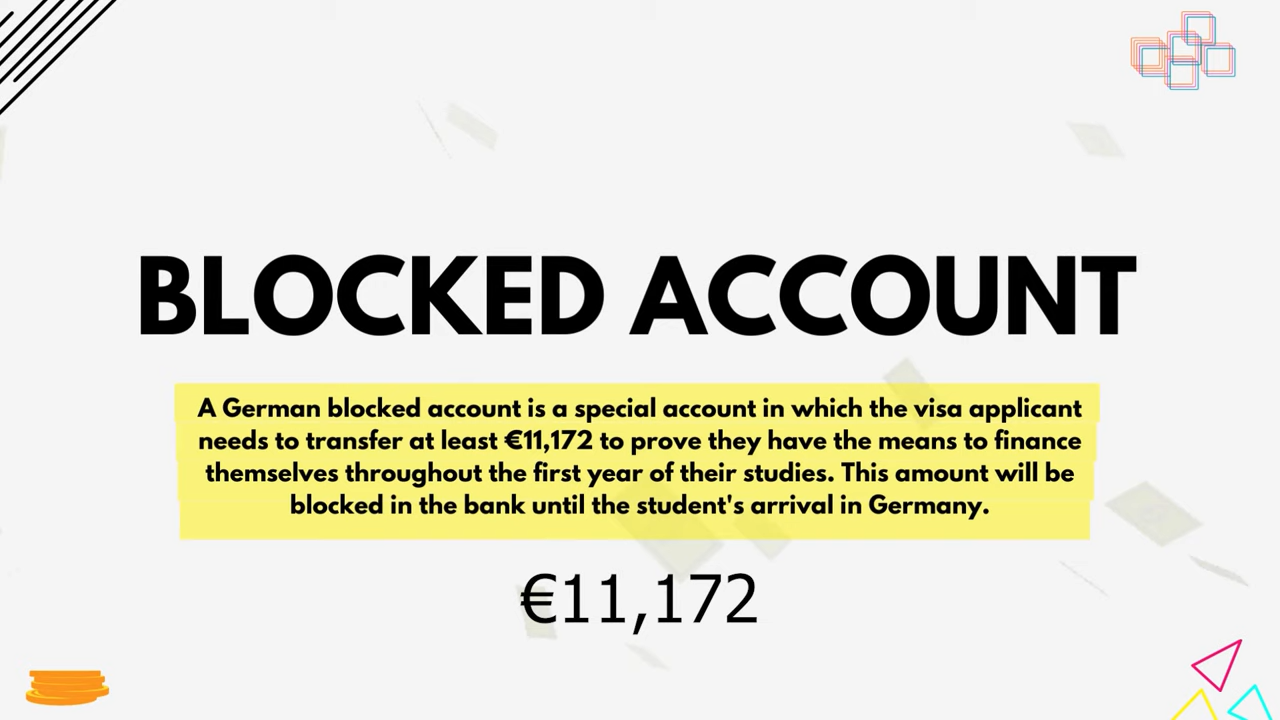 BLOCKED ACCOUNT
A German blocked account is a special account in which the visa applicant
needs to transfer at least €11,172 to prove they have the means to finance
themselves throughout the first year of their studies. This amount will be
blocked in the bank until the student's arrival in Germany.
€11,172